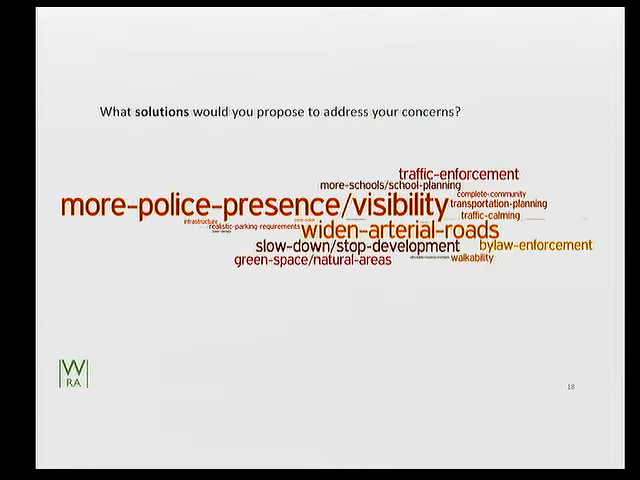 What solutions would you propose to address your concerns?
traffic-enforcement
more-schools/school-planning
complete-community
more-police-presence/visibility
transportation-planning
traffic-calming
infrastructure
realistic-parking-requirements
widen-arterial-roads
slow-down/stop-development
bylaw-enforcement
green-space/natural-areas
walkability
W
RA
18